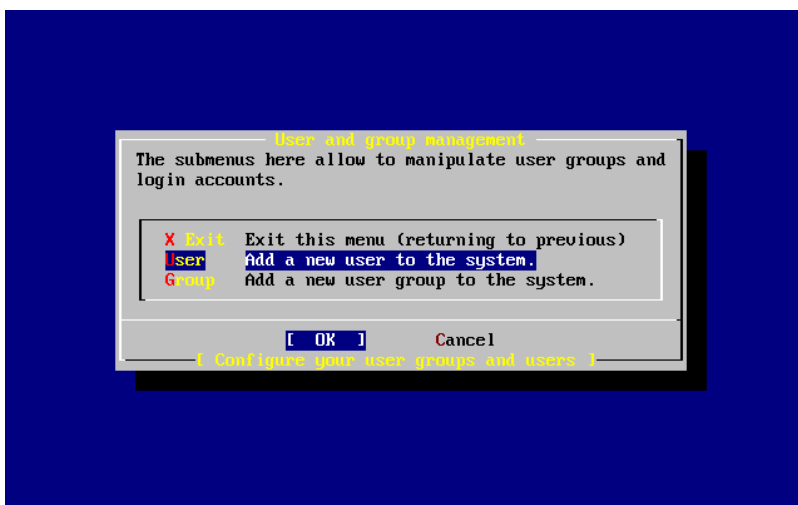 User and group management
The submenus here allow to manipulate user groups and
login accounts.
X Exit Exit this menu (returning to previous)
User Add a new user to the system.
Group Add a new user group to the system.
[ OK ] Cancel
[ Configure your user groups and users ]